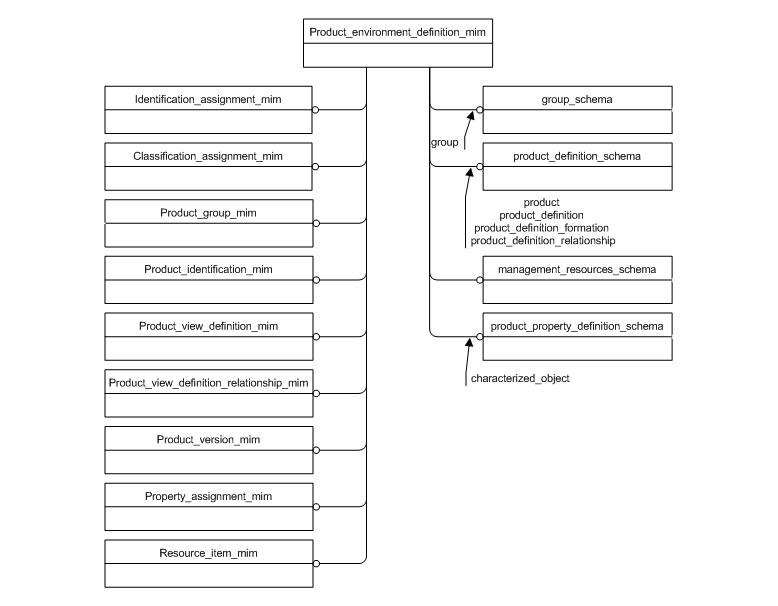 Product_environment_definition_mim
Identification_assignment_mim
Classification_assignment_mim
Product_group_mim
Product_identification_mim
Product_view_definition_mim
Product_view_definition_relationship_mim
Product_version_mim
Property_assignment_mim
Resource_item_mim
group_schema
group
product_definition_schema
product
product_definition
product_definition_formation
product_definition_relationship
management_resources_schema
product_property_definition_schema
characterized_object